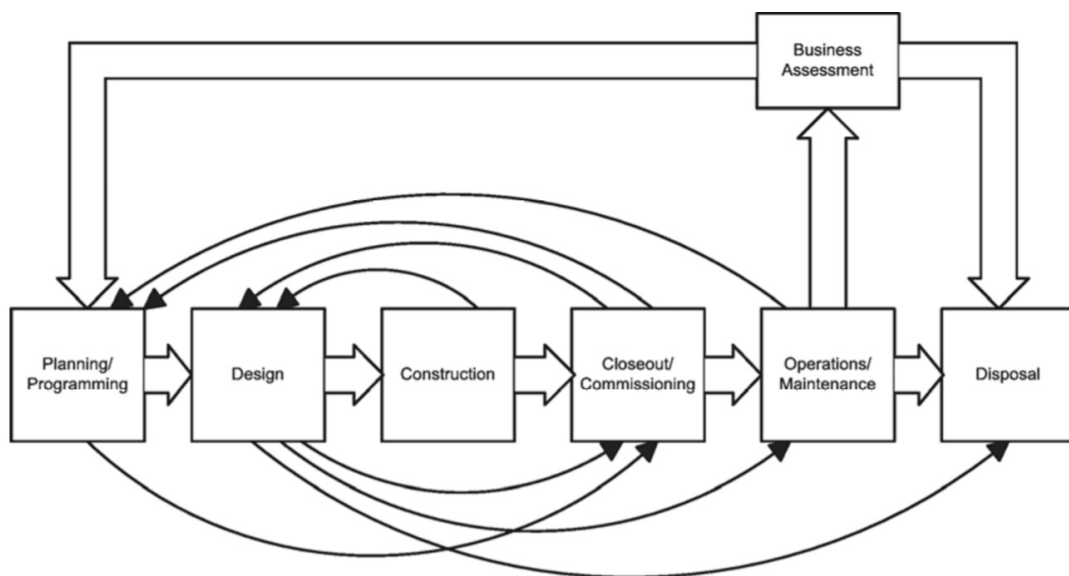 Business
Assessment
Planning/
Programming
Design
Construction
Closeout/
Commissioning
Operations/
Maintenance
Disposal